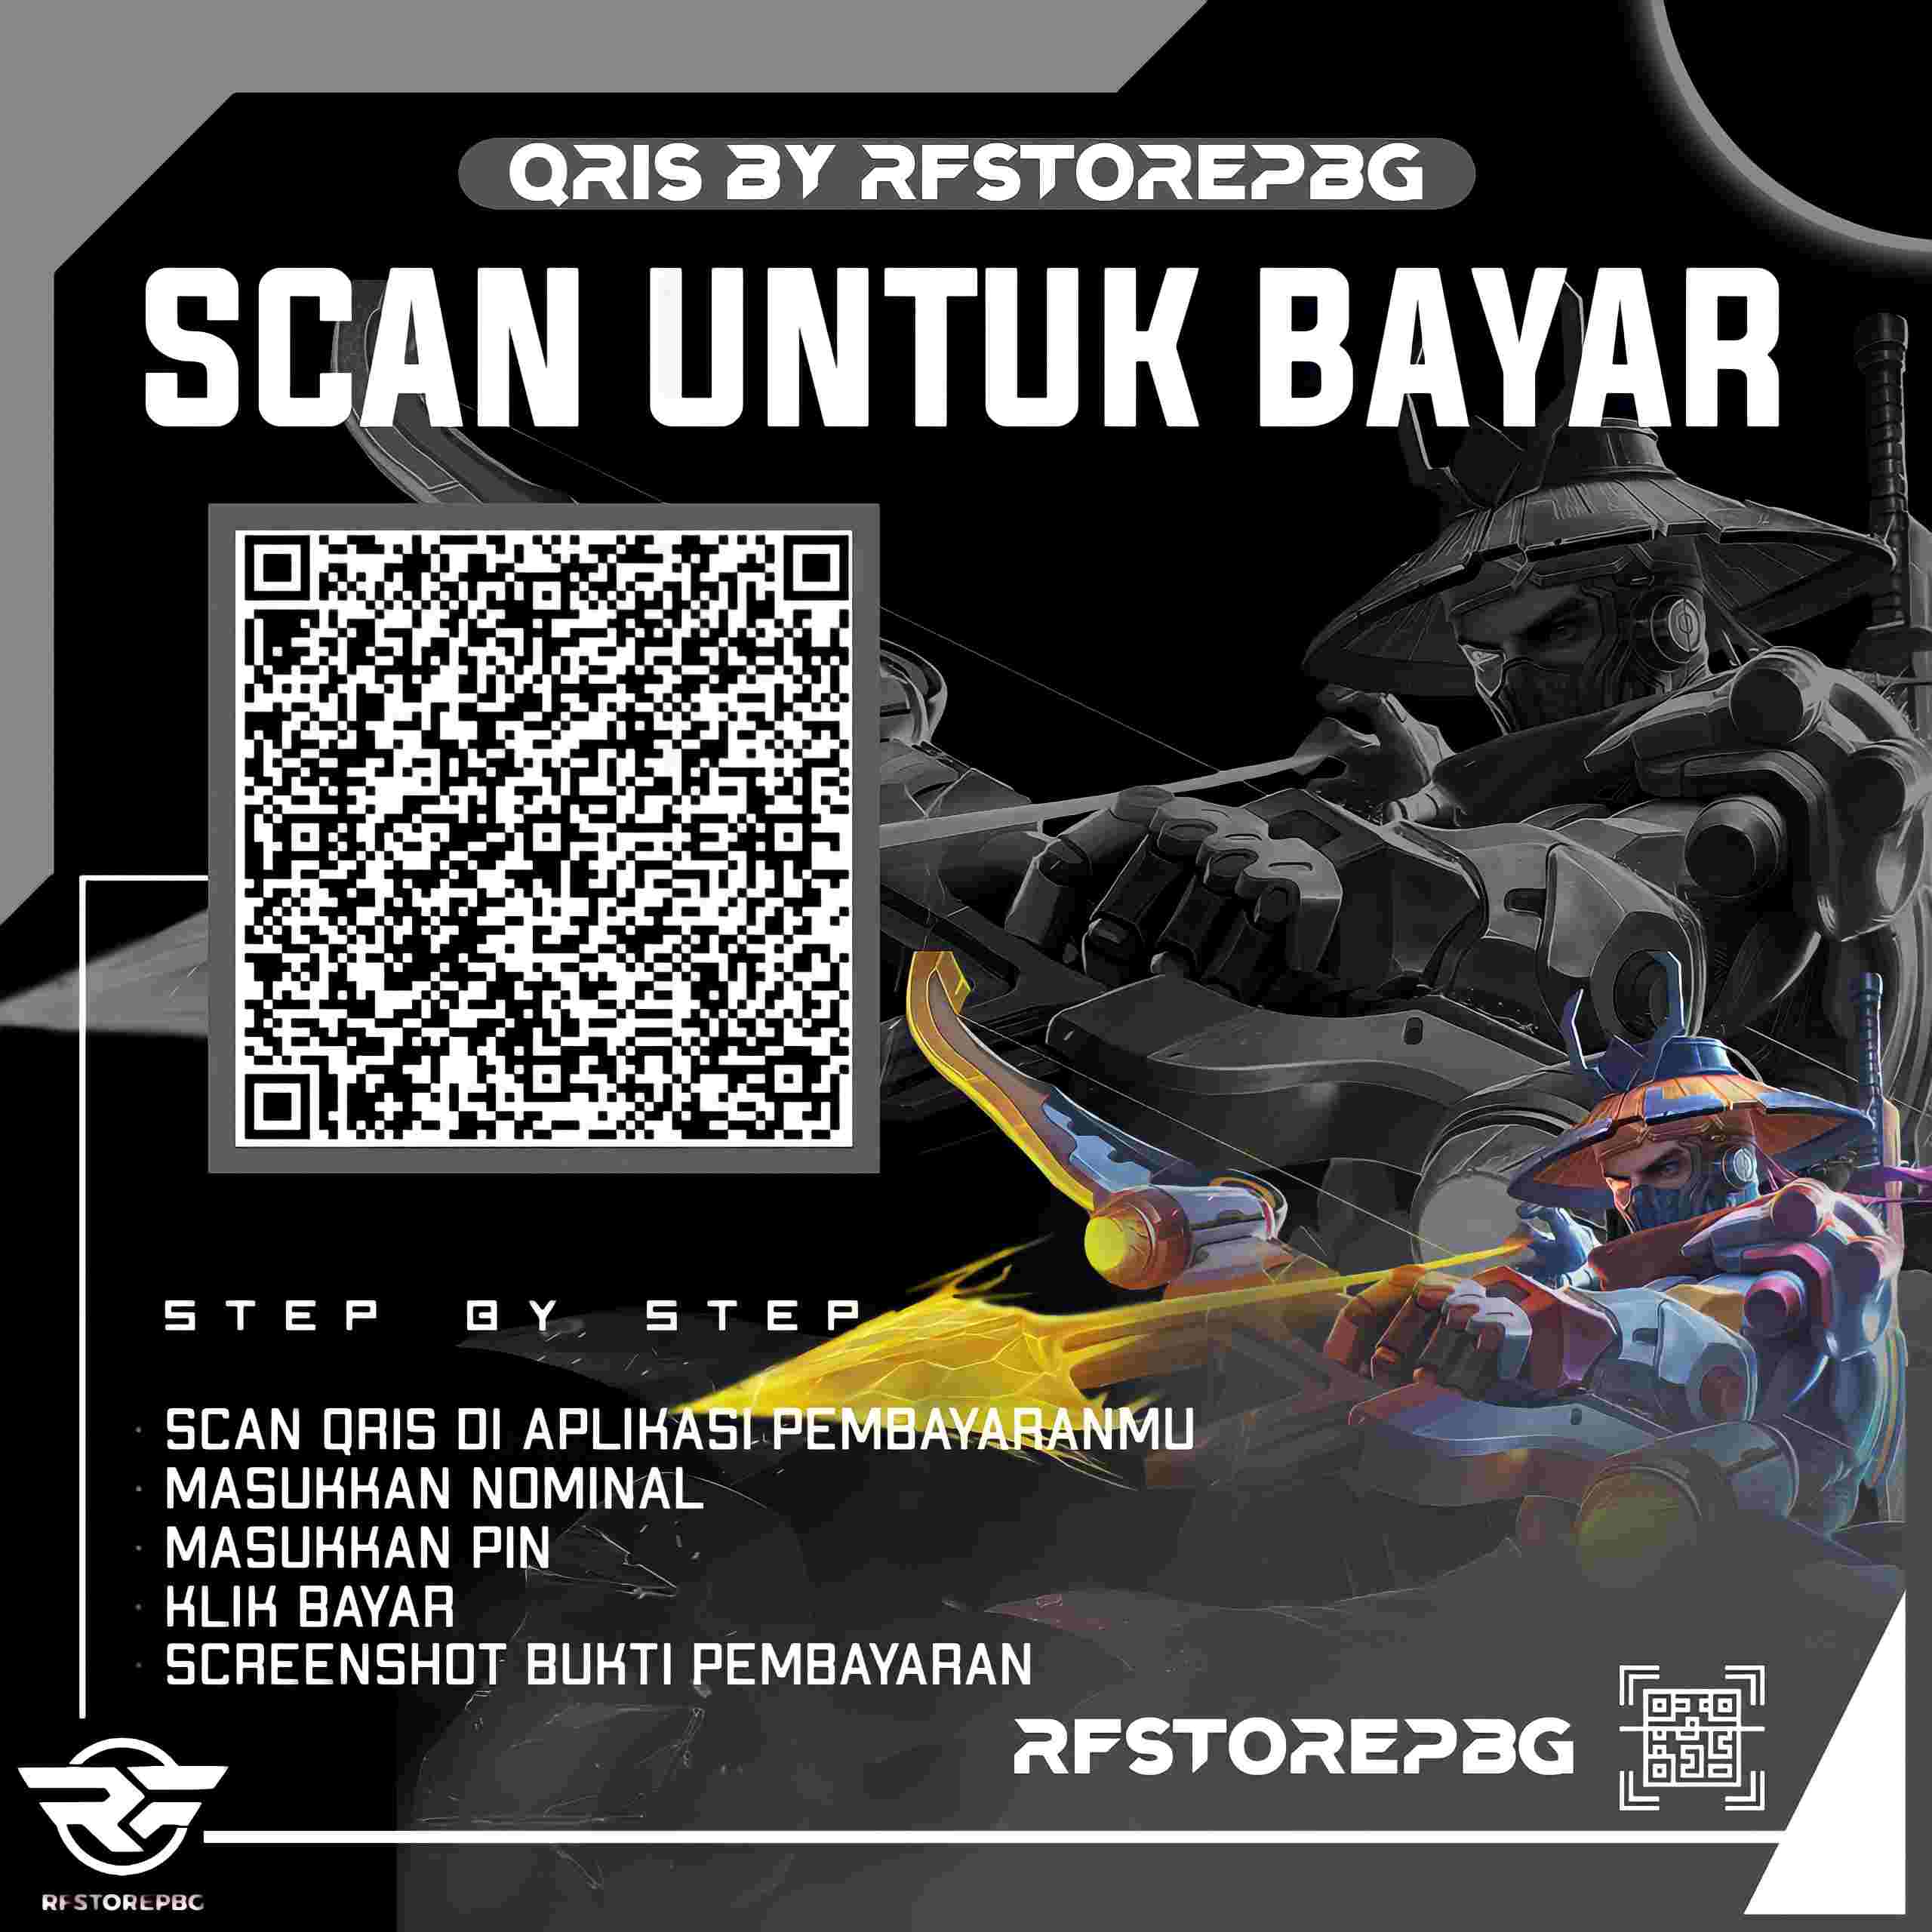 QRIS BY RFSTOREPBG
SCAN UNTUK BAYAR
STEP BY STEP
· SCAN QRIS DI APLIKASI PEMBAYARANMU
· MASUKKAN NOMINAL
· MASUKKAN PIN
· KLIK BAYAR
· SCREENSHOT BUKTI PEMBAYARAN
RFSTOREPBG
RFSTOREPBG